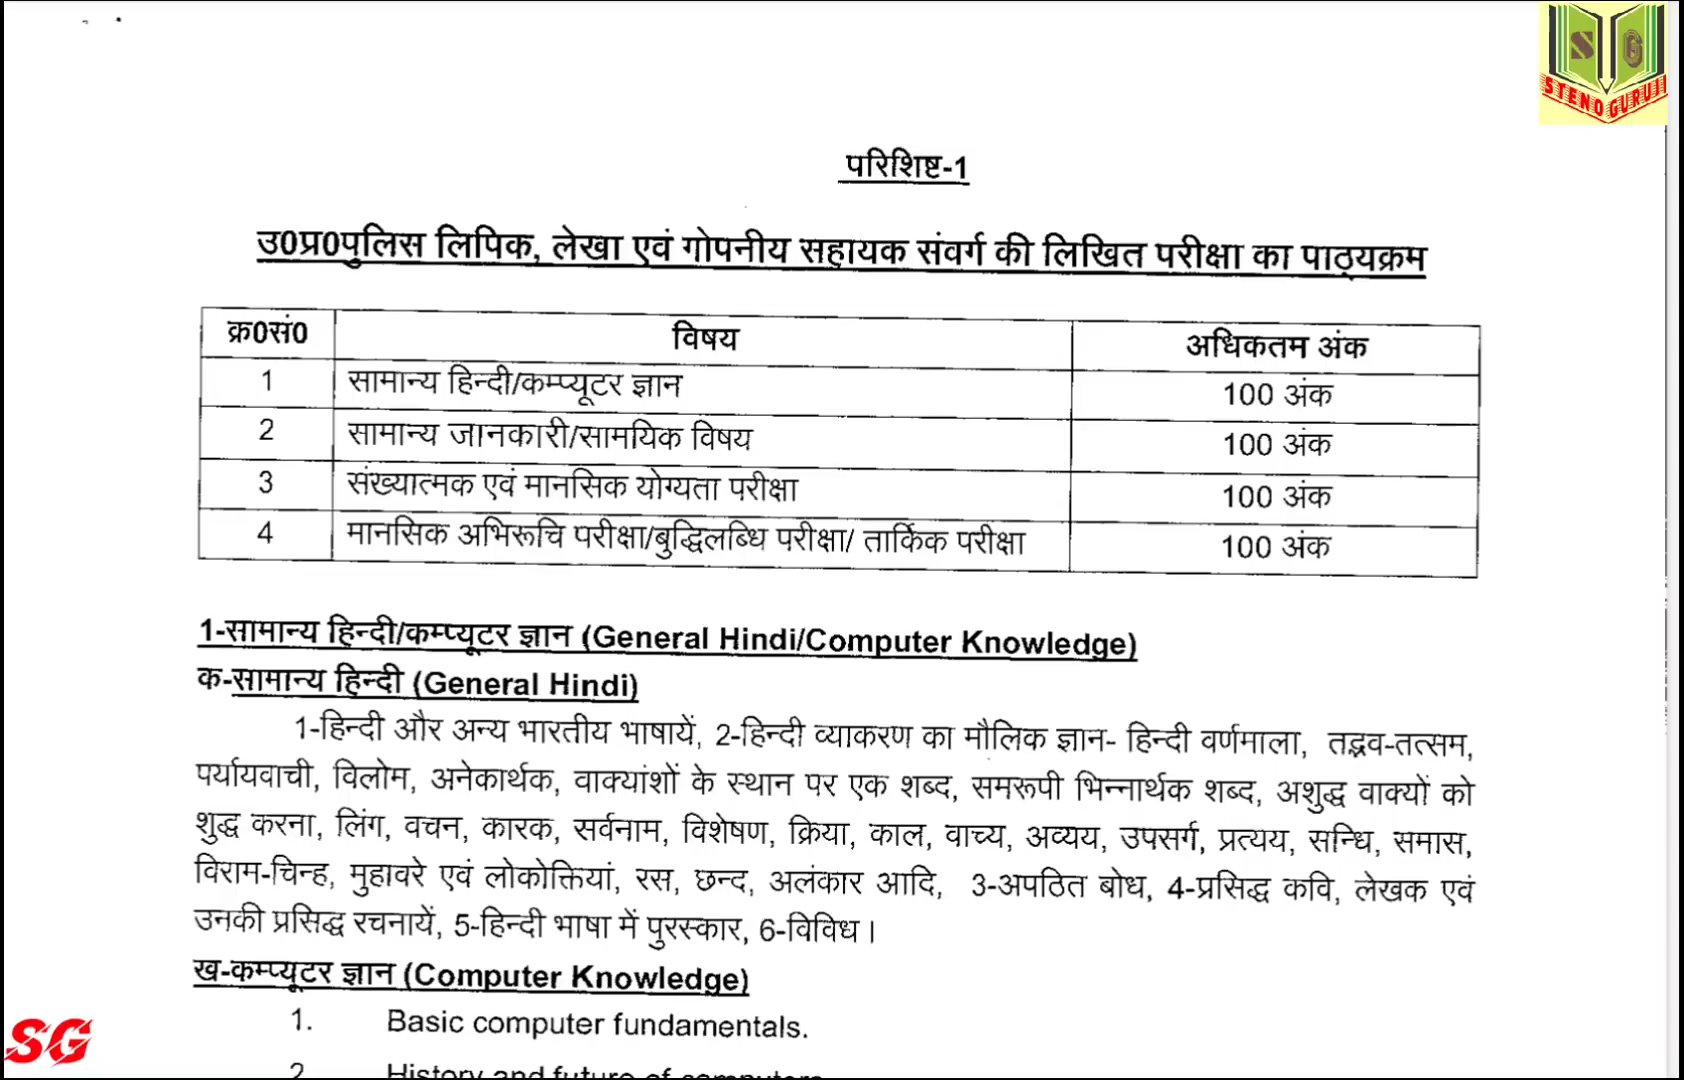 S G
STENO GURUJI
परिशिष्ट-1
उ0प्र0पुलिस लिपिक, लेखा एवं गोपनीय सहायक संवर्ग की लिखित परीक्षा का पाठ्यक्रम
क्र0सं0 विषय अधिकतम अंक
1 सामान्य हिन्दी/कम्प्यूटर ज्ञान 100 अंक
2 सामान्य जानकारी/सामयिक विषय 100 अंक
3 संख्यात्मक एवं मानसिक योग्यता परीक्षा 100 अंक
4 मानसिक अभिरूचि परीक्षा/बुद्धिलब्धि परीक्षा/ तार्किक परीक्षा 100 अंक
1-सामान्य हिन्दी/कम्प्यूटर ज्ञान (General Hindi/Computer Knowledge)
क-सामान्य हिन्दी (General Hindi)
1-हिन्दी और अन्य भारतीय भाषायें, 2-हिन्दी व्याकरण का मौलिक ज्ञान- हिन्दी वर्णमाला, तद्भव-तत्सम,
पर्यायवाची, विलोम, अनेकार्थक, वाक्यांशों के स्थान पर एक शब्द, समरूपी भिन्नार्थक शब्द, अशुद्ध वाक्यों को
शुद्ध करना, लिंग, वचन, कारक, सर्वनाम, विशेषण, क्रिया, काल, वाच्य, अव्यय, उपसर्ग, प्रत्यय, सन्धि, समास,
विराम-चिन्ह, मुहावरे एवं लोकोक्तियां, रस, छन्द, अलंकार आदि, 3-अपठित बोध, 4-प्रसिद्ध कवि, लेखक एवं
उनकी प्रसिद्ध रचनायें, 5-हिन्दी भाषा में पुरस्कार, 6-विविध।
ख-कम्प्यूटर ज्ञान (Computer Knowledge)
1. Basic computer fundamentals.
2. History and future of computers
SG